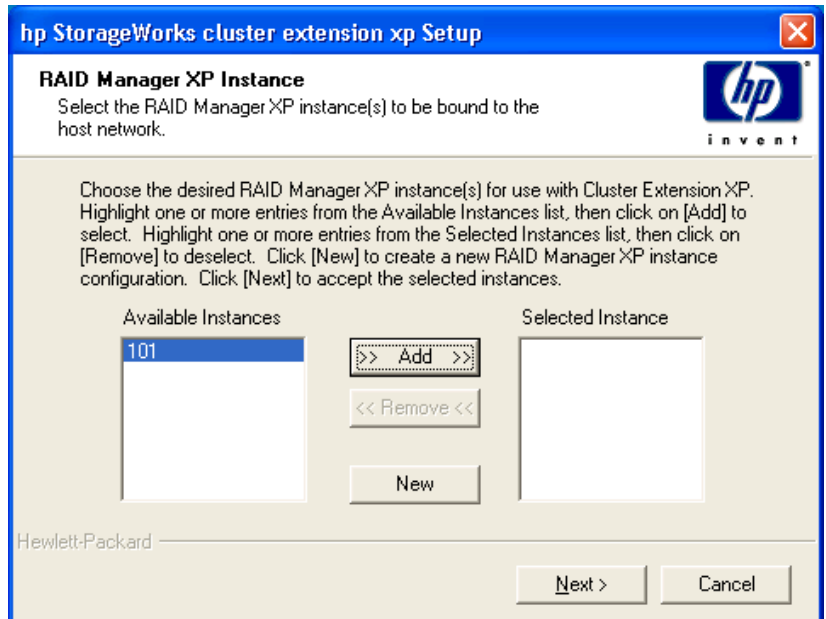 hp StorageWorks cluster extension xp Setup
RAID Manager XP Instance
Select the RAID Manager XP instance(s) to be bound to the
host network.
hp
i n v e n t
Choose the desired RAID Manager XP instance(s) for use with Cluster Extension XP.
Highlight one or more entries from the Available Instances list, then click on [Add] to
select. Highlight one or more entries from the Selected Instances list, then click on
[Remove] to deselect. Click [New] to create a new RAID Manager XP instance
configuration. Click [Next] to accept the selected instances.
Available Instances
Selected Instance
101
>> Add >>
<< Remove <<
New
Hewlett-Packard
Next >
Cancel